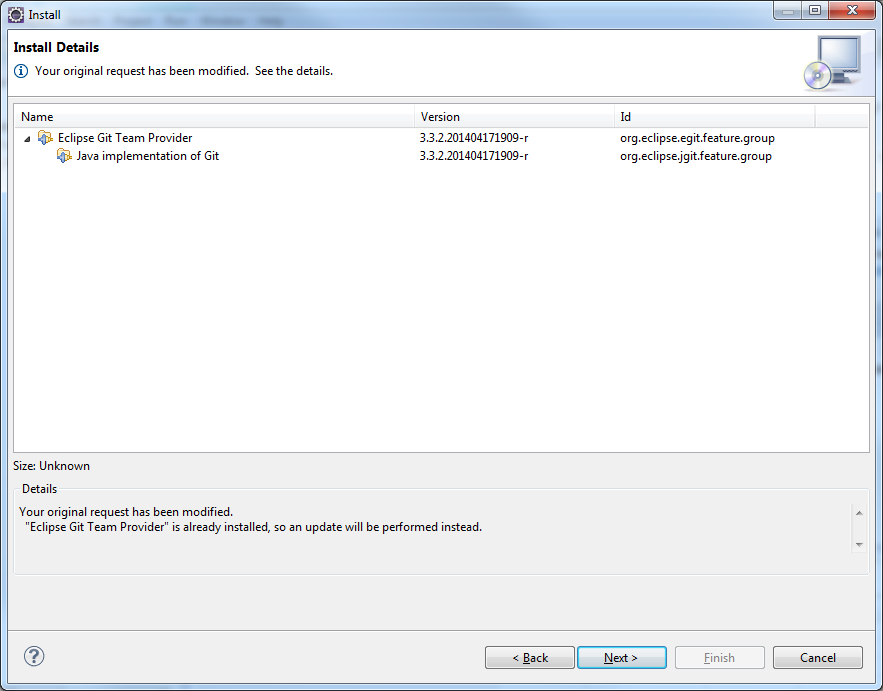 Install
Install Details
Your original request has been modified.  See the details.
Name Version Id
Eclipse Git Team Provider 3.3.2.201404171909-r org.eclipse.egit.feature.group
Java implementation of Git 3.3.2.201404171909-r org.eclipse.jgit.feature.group
Size: Unknown
Details
Your original request has been modified.
"Eclipse Git Team Provider" is already installed, so an update will be performed instead.
< Back Next > Finish Cancel